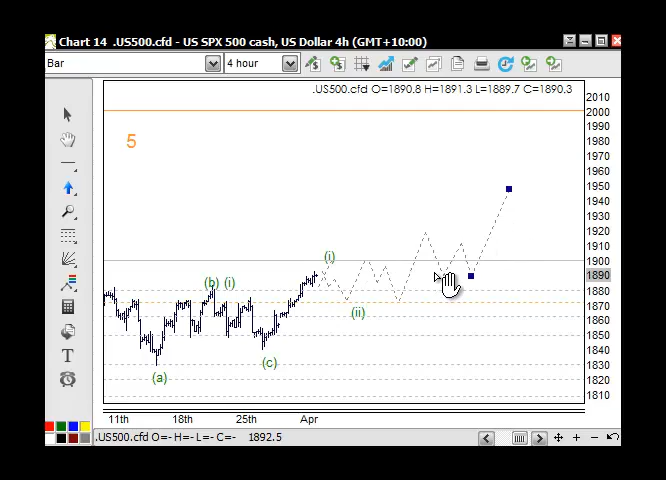 Chart 14 .US500.cfd - US SPX 500 cash, US Dollar 4h (GMT+10:00)
Bar
4 hour
.US500.cfd O=1890.8 H=1891.3 L=1889.7 C=1890.3
2010
2000
1990
1980
1970
1960
1950
1940
1930
1920
1910
1900
1890
1880
1870
1860
1850
1840
1830
1820
1810
5
(i)
(b) (i)
(ii)
(c)
(a)
T
11th 18th 25th Apr
.US500.cfd O=- H=- L=- C=- 1892.5